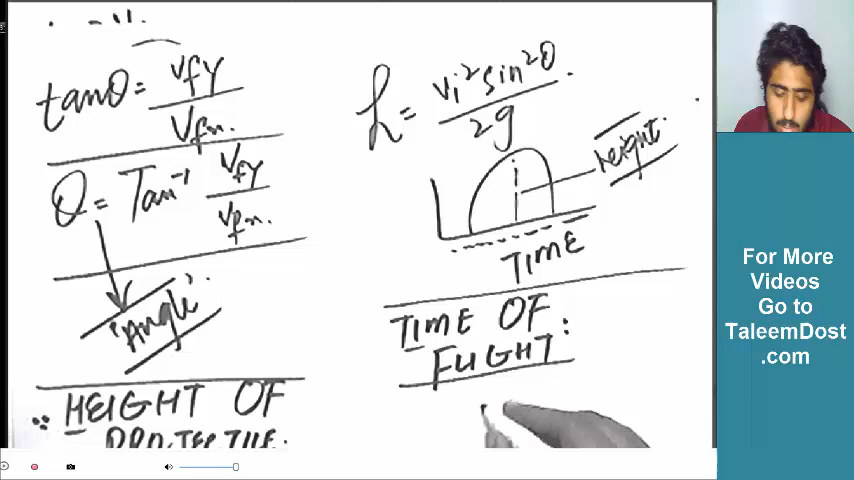 tanθ = Vfy / Vfx.
θ = Tan⁻¹ Vfy / Vfx.
'Angle'
HEIGHT OF
PROJECTILE.
h = Vi² sin²θ / 2g.
height.
TIME
TIME OF :
FLIGHT
For More
Videos
Go to
TaleemDost
.com